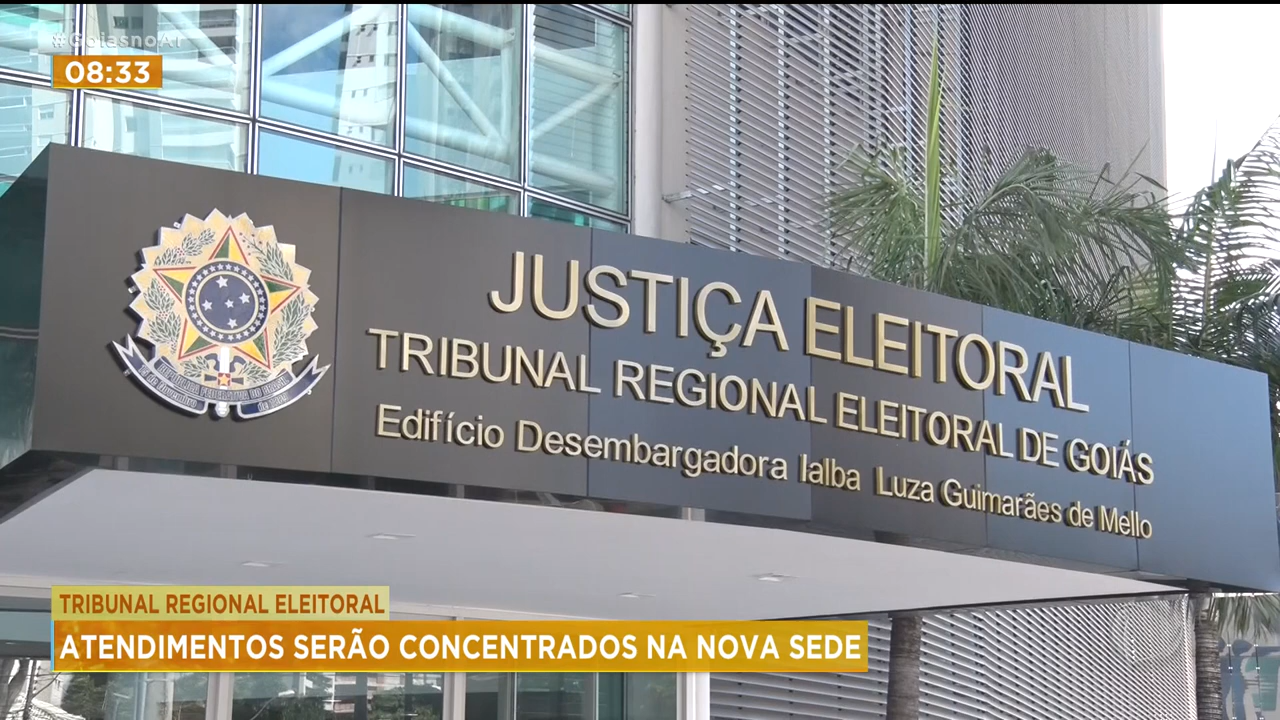 #GoiásnoAr
08:33
JUSTIÇA ELEITORAL
TRIBUNAL REGIONAL ELEITORAL DE GOIÁS
Edifício Desembargadora Ialba Luza Guimarães de Mello
TRIBUNAL REGIONAL ELEITORAL
ATENDIMENTOS SERÃO CONCENTRADOS NA NOVA SEDE